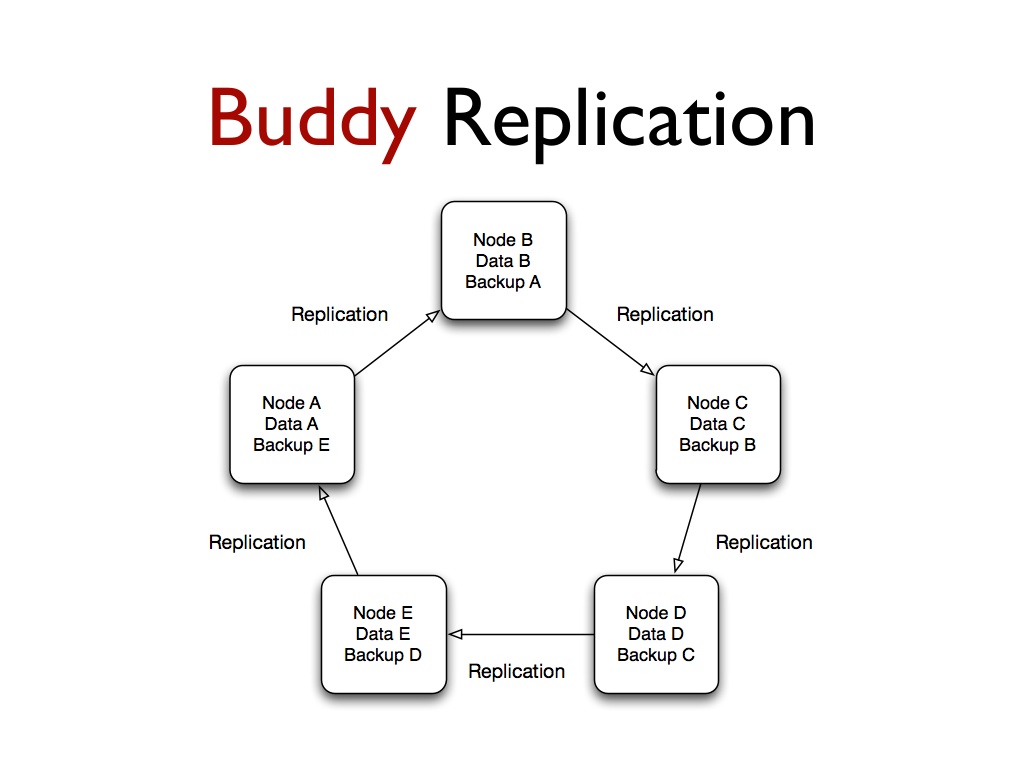 Buddy Replication
Node B
Data B
Backup A
Replication
Replication
Node A
Data A
Backup E
Node C
Data C
Backup B
Replication
Replication
Node E
Data E
Backup D
Node D
Data D
Backup C
Replication